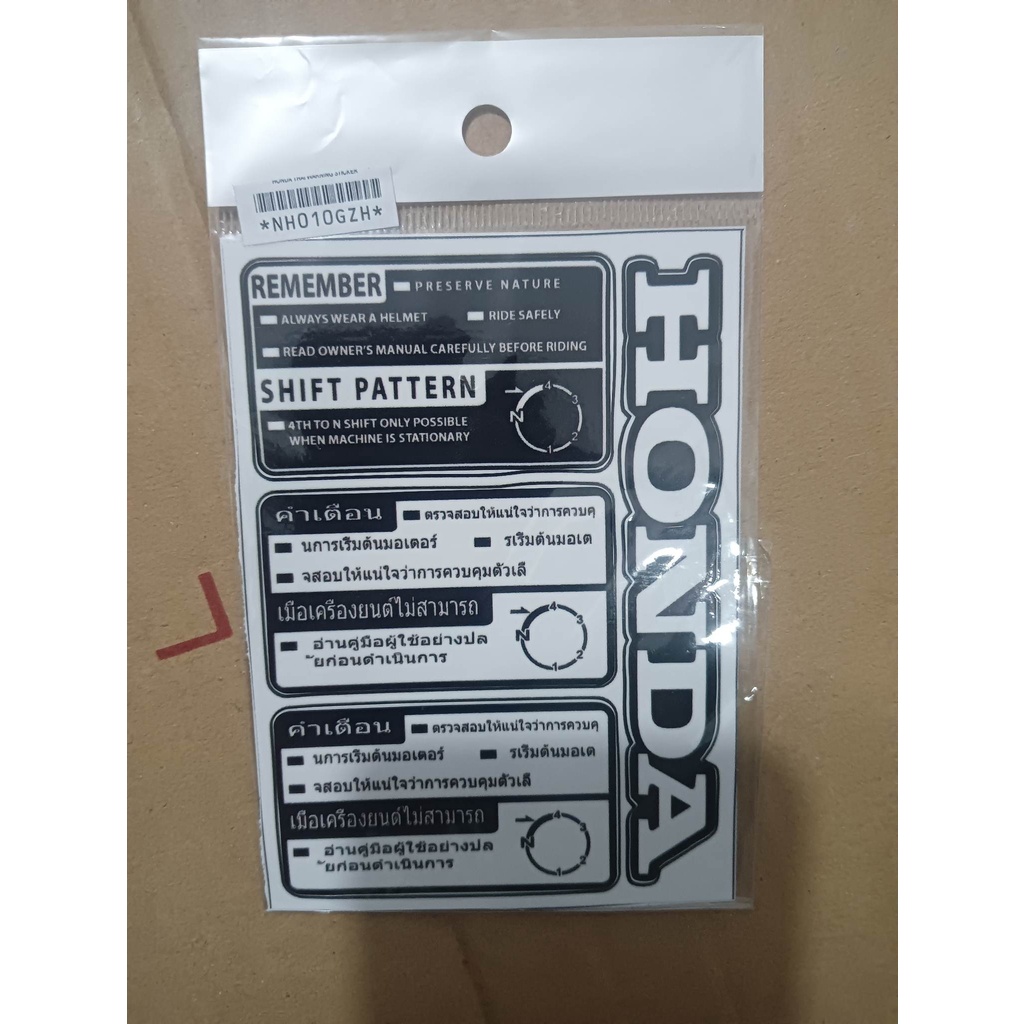 HONDA THAI WARNING STICKER
*NH010GZH*
REMEMBER
PRESERVE NATURE
ALWAYS WEAR A HELMET
RIDE SAFELY
READ OWNER'S MANUAL CAREFULLY BEFORE RIDING
SHIFT PATTERN
4TH TO N SHIFT ONLY POSSIBLE
WHEN MACHINE IS STATIONARY
N 4 3 2 1
คำเตือน
ตรวจสอบให้แน่ใจว่าการควบคุ
นการเริ่มต้นมอเตอร์
รเริ่มต้นมอเต
จสอบให้แน่ใจว่าการควบคุมตัวเลื
เมื่อเครื่องยนต์ไม่สามารถ
อ่านคู่มือผู้ใช้อย่างปล
ัยก่อนดำเนินการ
N 4 3 2 1
คำเตือน
ตรวจสอบให้แน่ใจว่าการควบคุ
นการเริ่มต้นมอเตอร์
รเริ่มต้นมอเต
จสอบให้แน่ใจว่าการควบคุมตัวเลื
เมื่อเครื่องยนต์ไม่สามารถ
อ่านคู่มือผู้ใช้อย่างปล
ัยก่อนดำเนินการ
N 4 3 2 1
HONDA